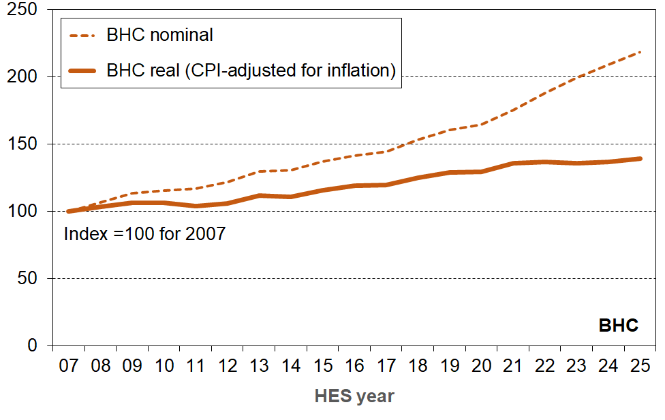 250
200
150
100
50
0
BHC nominal
BHC real (CPI-adjusted for inflation)
Index =100 for 2007
BHC
07 08 09 10 11 12 13 14 15 16 17 18 19 20 21 22 23 24 25
HES year